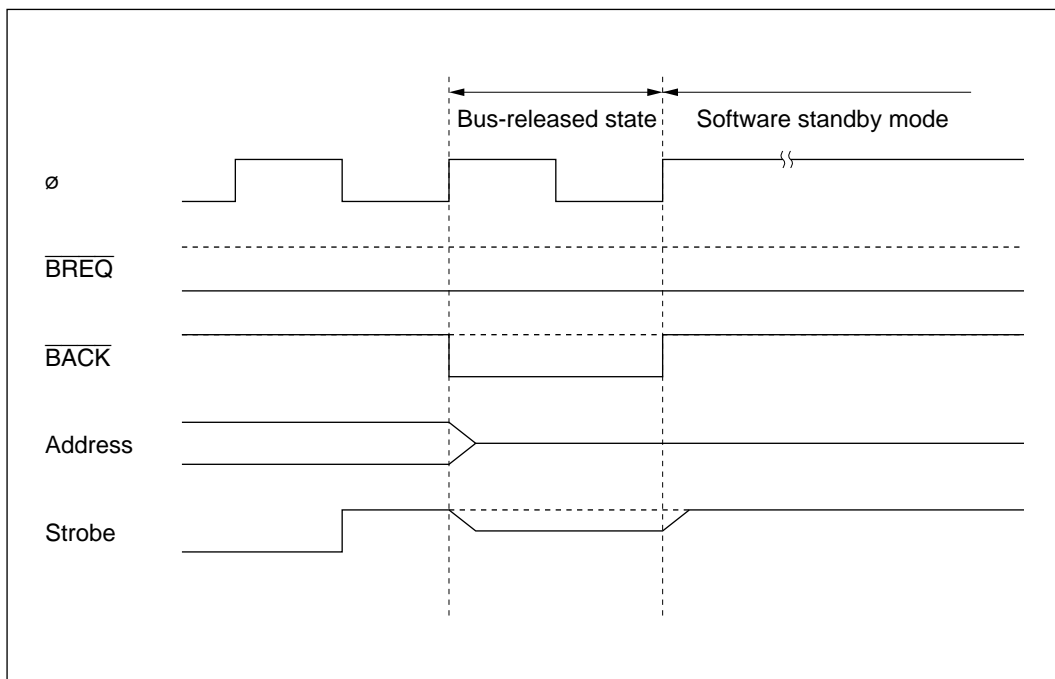 Bus-released state Software standby mode
ø
BREQ
BACK
Address
Strobe